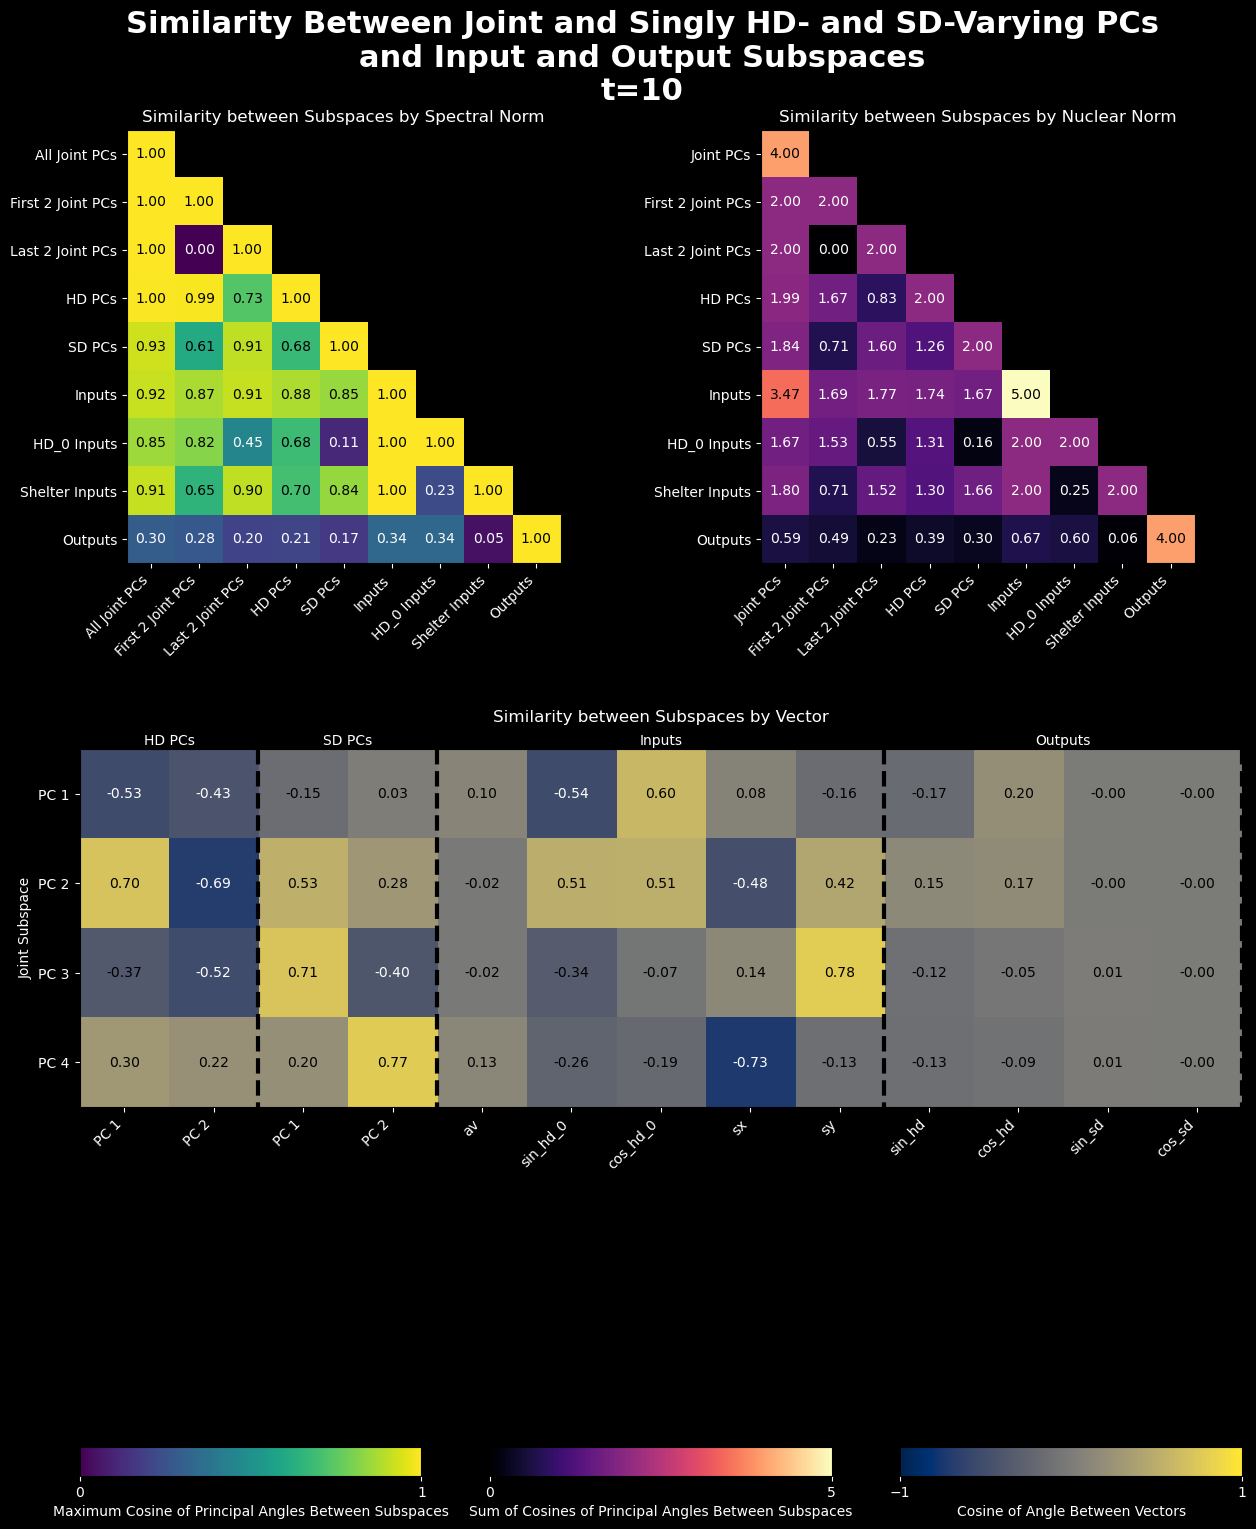 Similarity Between Joint and Singly HD- and SD-Varying PCs
and Input and Output Subspaces
t=10
Similarity between Subspaces by Spectral Norm
All Joint PCs 1.00
First 2 Joint PCs 1.00 1.00
Last 2 Joint PCs 1.00 0.00 1.00
HD PCs 1.00 0.99 0.73 1.00
SD PCs 0.93 0.61 0.91 0.68 1.00
Inputs 0.92 0.87 0.91 0.88 0.85 1.00
HD_0 Inputs 0.85 0.82 0.45 0.68 0.11 1.00 1.00
Shelter Inputs 0.91 0.65 0.90 0.70 0.84 1.00 0.23 1.00
Outputs 0.30 0.28 0.20 0.21 0.17 0.34 0.34 0.05 1.00
All Joint PCs First 2 Joint PCs Last 2 Joint PCs HD PCs SD PCs Inputs HD_0 Inputs Shelter Inputs Outputs
Similarity between Subspaces by Nuclear Norm
Joint PCs 4.00
First 2 Joint PCs 2.00 2.00
Last 2 Joint PCs 2.00 0.00 2.00
HD PCs 1.99 1.67 0.83 2.00
SD PCs 1.84 0.71 1.60 1.26 2.00
Inputs 3.47 1.69 1.77 1.74 1.67 5.00
HD_0 Inputs 1.67 1.53 0.55 1.31 0.16 2.00 2.00
Shelter Inputs 1.80 0.71 1.52 1.30 1.66 2.00 0.25 2.00
Outputs 0.59 0.49 0.23 0.39 0.30 0.67 0.60 0.06 4.00
Joint PCs First 2 Joint PCs Last 2 Joint PCs HD PCs SD PCs Inputs HD_0 Inputs Shelter Inputs Outputs
Similarity between Subspaces by Vector
HD PCs SD PCs Inputs Outputs
Joint Subspace
PC 1 -0.53 -0.43 -0.15 0.03 0.10 -0.54 0.60 0.08 -0.16 -0.17 0.20 -0.00 -0.00
PC 2 0.70 -0.69 0.53 0.28 -0.02 0.51 0.51 -0.48 0.42 0.15 0.17 -0.00 -0.00
PC 3 -0.37 -0.52 0.71 -0.40 -0.02 -0.34 -0.07 0.14 0.78 -0.12 -0.05 0.01 -0.00
PC 4 0.30 0.22 0.20 0.77 0.13 -0.26 -0.19 -0.73 -0.13 -0.13 -0.09 0.01 -0.00
PC 1 PC 2 PC 1 PC 2 av sin_hd_0 cos_hd_0 sx sy sin_hd cos_hd sin_sd cos_sd
0 1
Maximum Cosine of Principal Angles Between Subspaces
0 5
Sum of Cosines of Principal Angles Between Subspaces
−1 1
Cosine of Angle Between Vectors